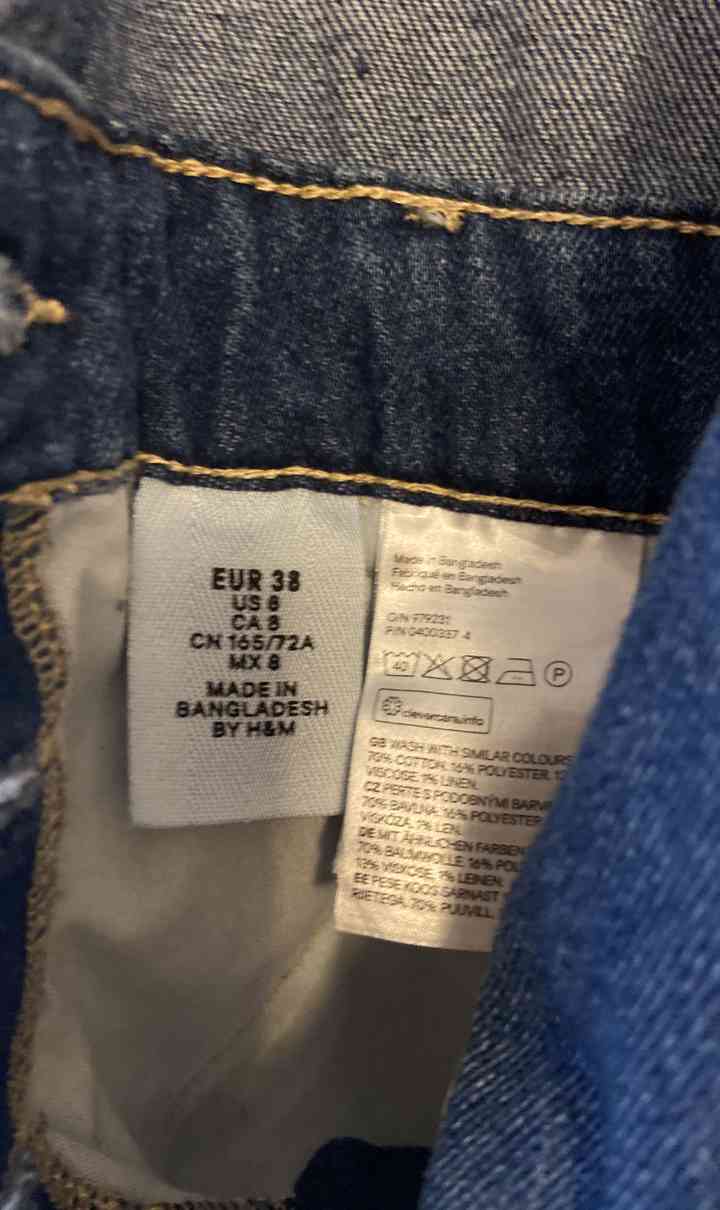 EUR 38
US 8
CA 8
CN 165/72A
MX 8
MADE IN
BANGLADESH
BY H&M
Made in Bangladesh
Fabriqué en Bangladesh
Hecho en Bangladesh
O/N 979231
P/N 0400337 4
40
P
clevercare.info
GB WASH WITH SIMILAR COLOURS
70% COTTON, 16% POLYESTER,
VISCOSE, 1% LINEN.
CZ PERTE S PODOBNÝMI
70% BAVLNA, 16% POLYESTER
VISKÓZA, 1% LEN.
DE MIT ÄHNLICHEN FARBEN
70% BAUMWOLLE, 16%
13% VISKOSE, 1% LEINEN.
EE PESE KOOS SARNAST
RIIETEGA. 70% PUUVILL,